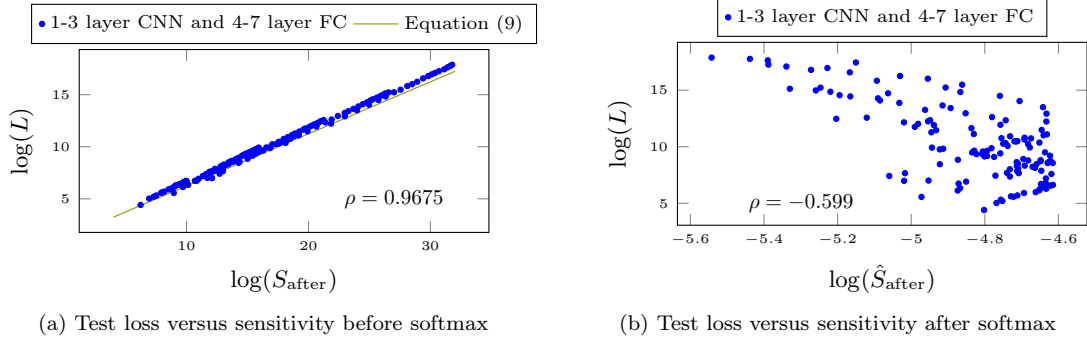 1-3 layer CNN and 4-7 layer FC Equation (9)
15
10
5
log(L)
ρ = 0.9675
10 20 30
log(S_after)
(a) Test loss versus sensitivity before softmax
1-3 layer CNN and 4-7 layer FC
15
10
5
log(L)
ρ = −0.599
−5.6 −5.4 −5.2 −5 −4.8 −4.6
log(Ŝ_after)
(b) Test loss versus sensitivity after softmax